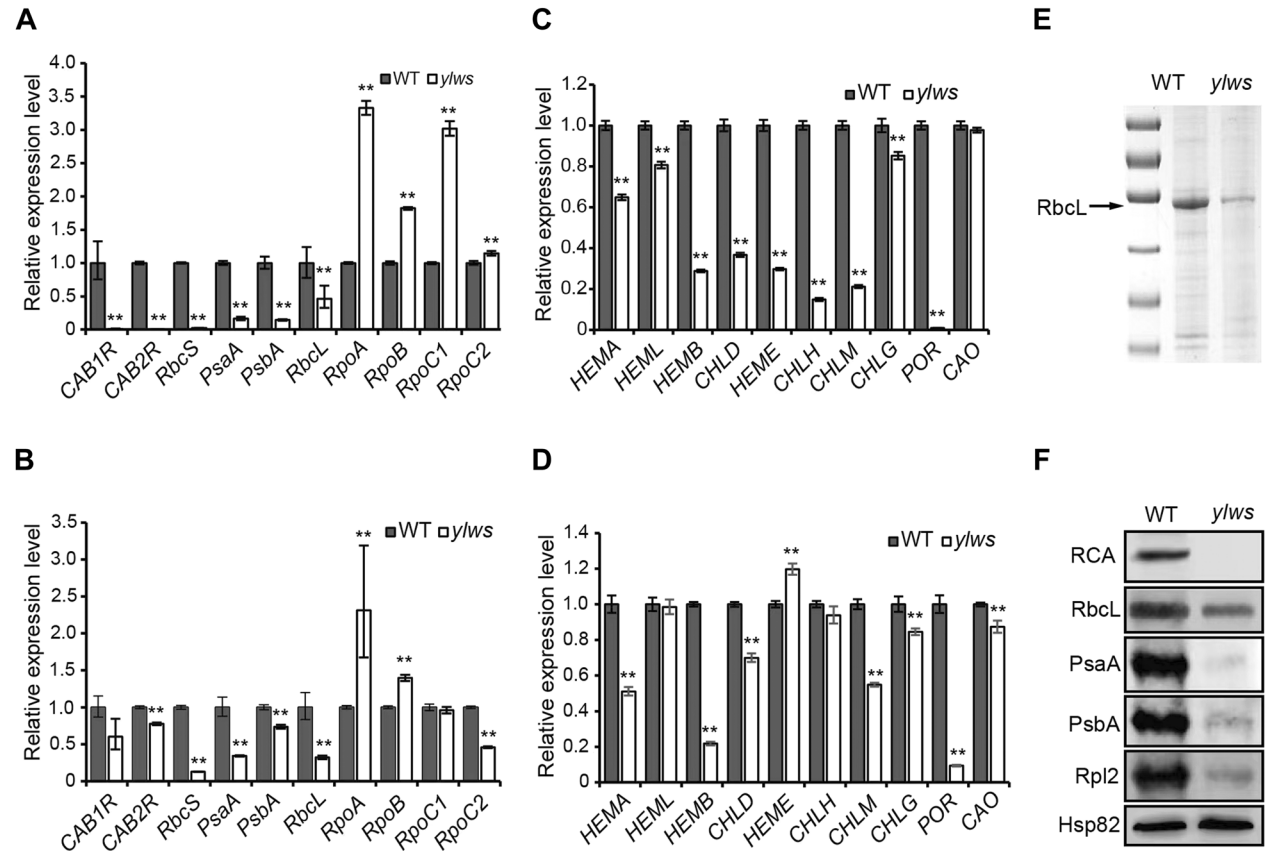 A
Relative expression level
4.0
3.5
3.0
2.5
2.0
1.5
1.0
0.5
0
WT ylws
** ** ** ** ** ** ** ** ** **
CAB1R CAB2R RbcS PsaA PsbA RbcL RpoA RpoB RpoC1 RpoC2
C
Relative expression level
1.2
1.0
0.8
0.6
0.4
0.2
0
WT ylws
** ** ** ** ** ** ** ** **
HEMA HEML HEMB CHLD HEME CHLH CHLM CHLG POR CAO
E
WT ylws
RbcL
B
Relative expression level
3.5
3.0
2.5
2.0
1.5
1.0
0.5
0
WT ylws
** ** ** ** ** ** ** **
CAB1R CAB2R RbcS PsaA PsbA RbcL RpoA RpoB RpoC1 RpoC2
D
Relative expression level
1.4
1.2
1.0
0.8
0.6
0.4
0.2
0
WT ylws
** ** ** ** ** ** ** **
HEMA HEML HEMB CHLD HEME CHLH CHLM CHLG POR CAO
F
WT ylws
RCA
RbcL
PsaA
PsbA
Rpl2
Hsp82